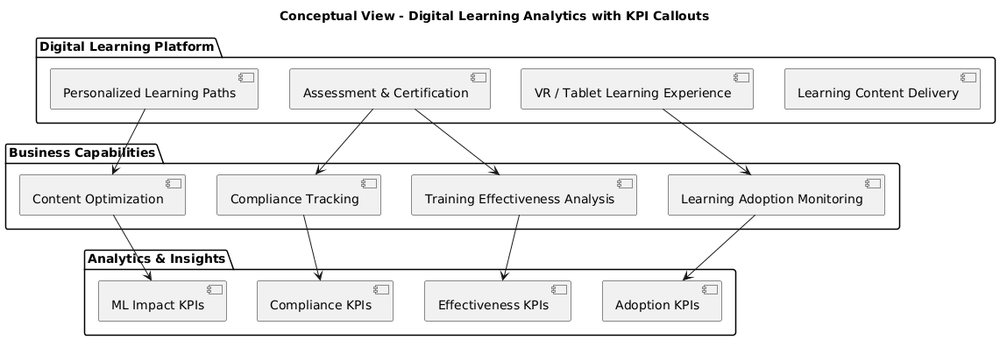 Conceptual View - Digital Learning Analytics with KPI Callouts
Digital Learning Platform
Personalized Learning Paths
Assessment & Certification
VR / Tablet Learning Experience
Learning Content Delivery
Business Capabilities
Content Optimization
Compliance Tracking
Training Effectiveness Analysis
Learning Adoption Monitoring
Analytics & Insights
ML Impact KPIs
Compliance KPIs
Effectiveness KPIs
Adoption KPIs